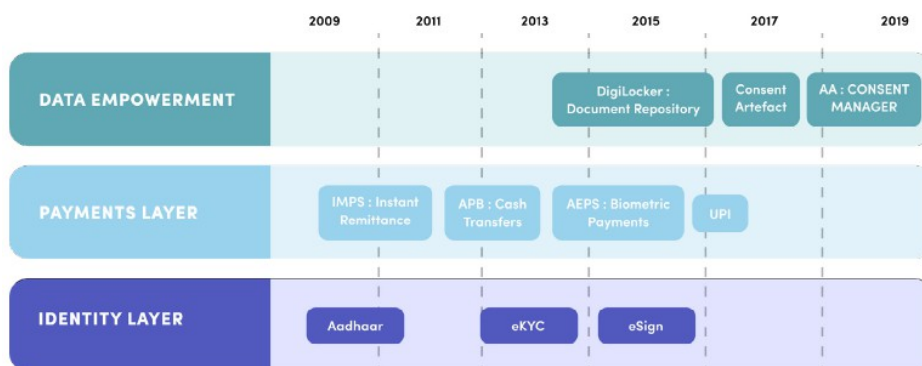 2009 2011 2013 2015 2017 2019
DATA EMPOWERMENT
DigiLocker :
Document Repository
Consent
Artefact
AA : CONSENT
MANAGER
PAYMENTS LAYER
IMPS : Instant
Remittance
APB : Cash
Transfers
AEPS : Biometric
Payments
UPI
IDENTITY LAYER
Aadhaar
eKYC
eSign